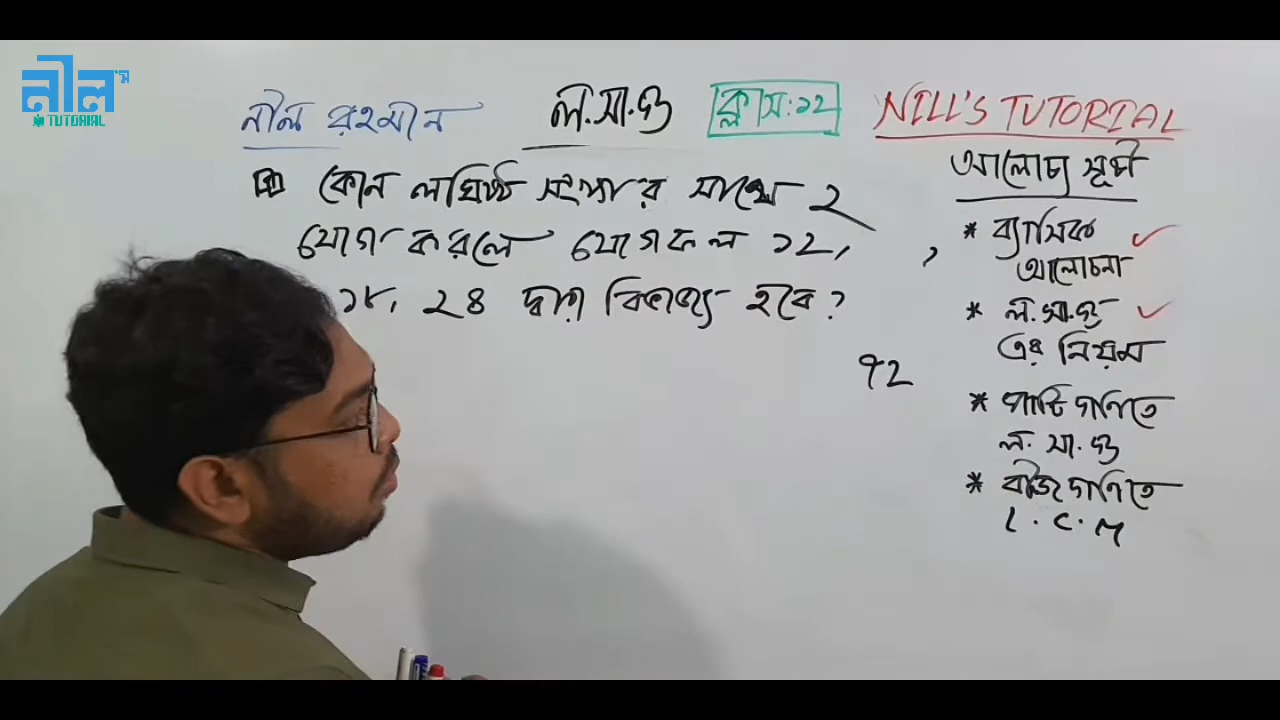 নীল'স
TUTORIAL
নীল রহমান
ল.সা.গু
ক্লাস:১২
NILL'S TUTORIAL
কোন লঘিষ্ঠ সংখ্যার সাথে ২
যোগ করলে যোগফল ১২,
১৮, ২৪ দ্বারা বিভাজ্য হবে?
৭২
আলোচ্য সূচী
* ব্যাসিক
আলোচনা
* ল.সা.গু
এর নিয়ম
* পাটি গণিতে
ল. সা. গু
* বীজগণিতে
L.C.M